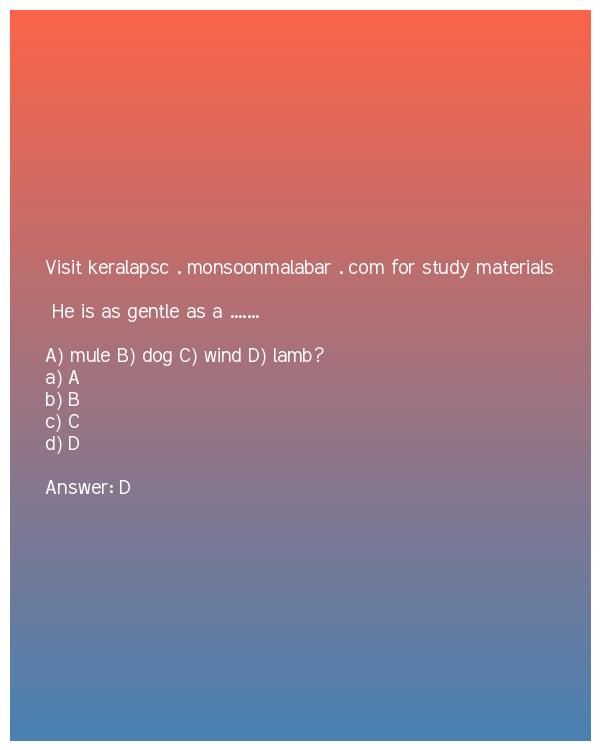 Visit keralapsc . monsoonmalabar . com for study materials
He is as gentle as a .......
A) mule B) dog C) wind D) lamb?
a) A
b) B
c) C
d) D
Answer: D